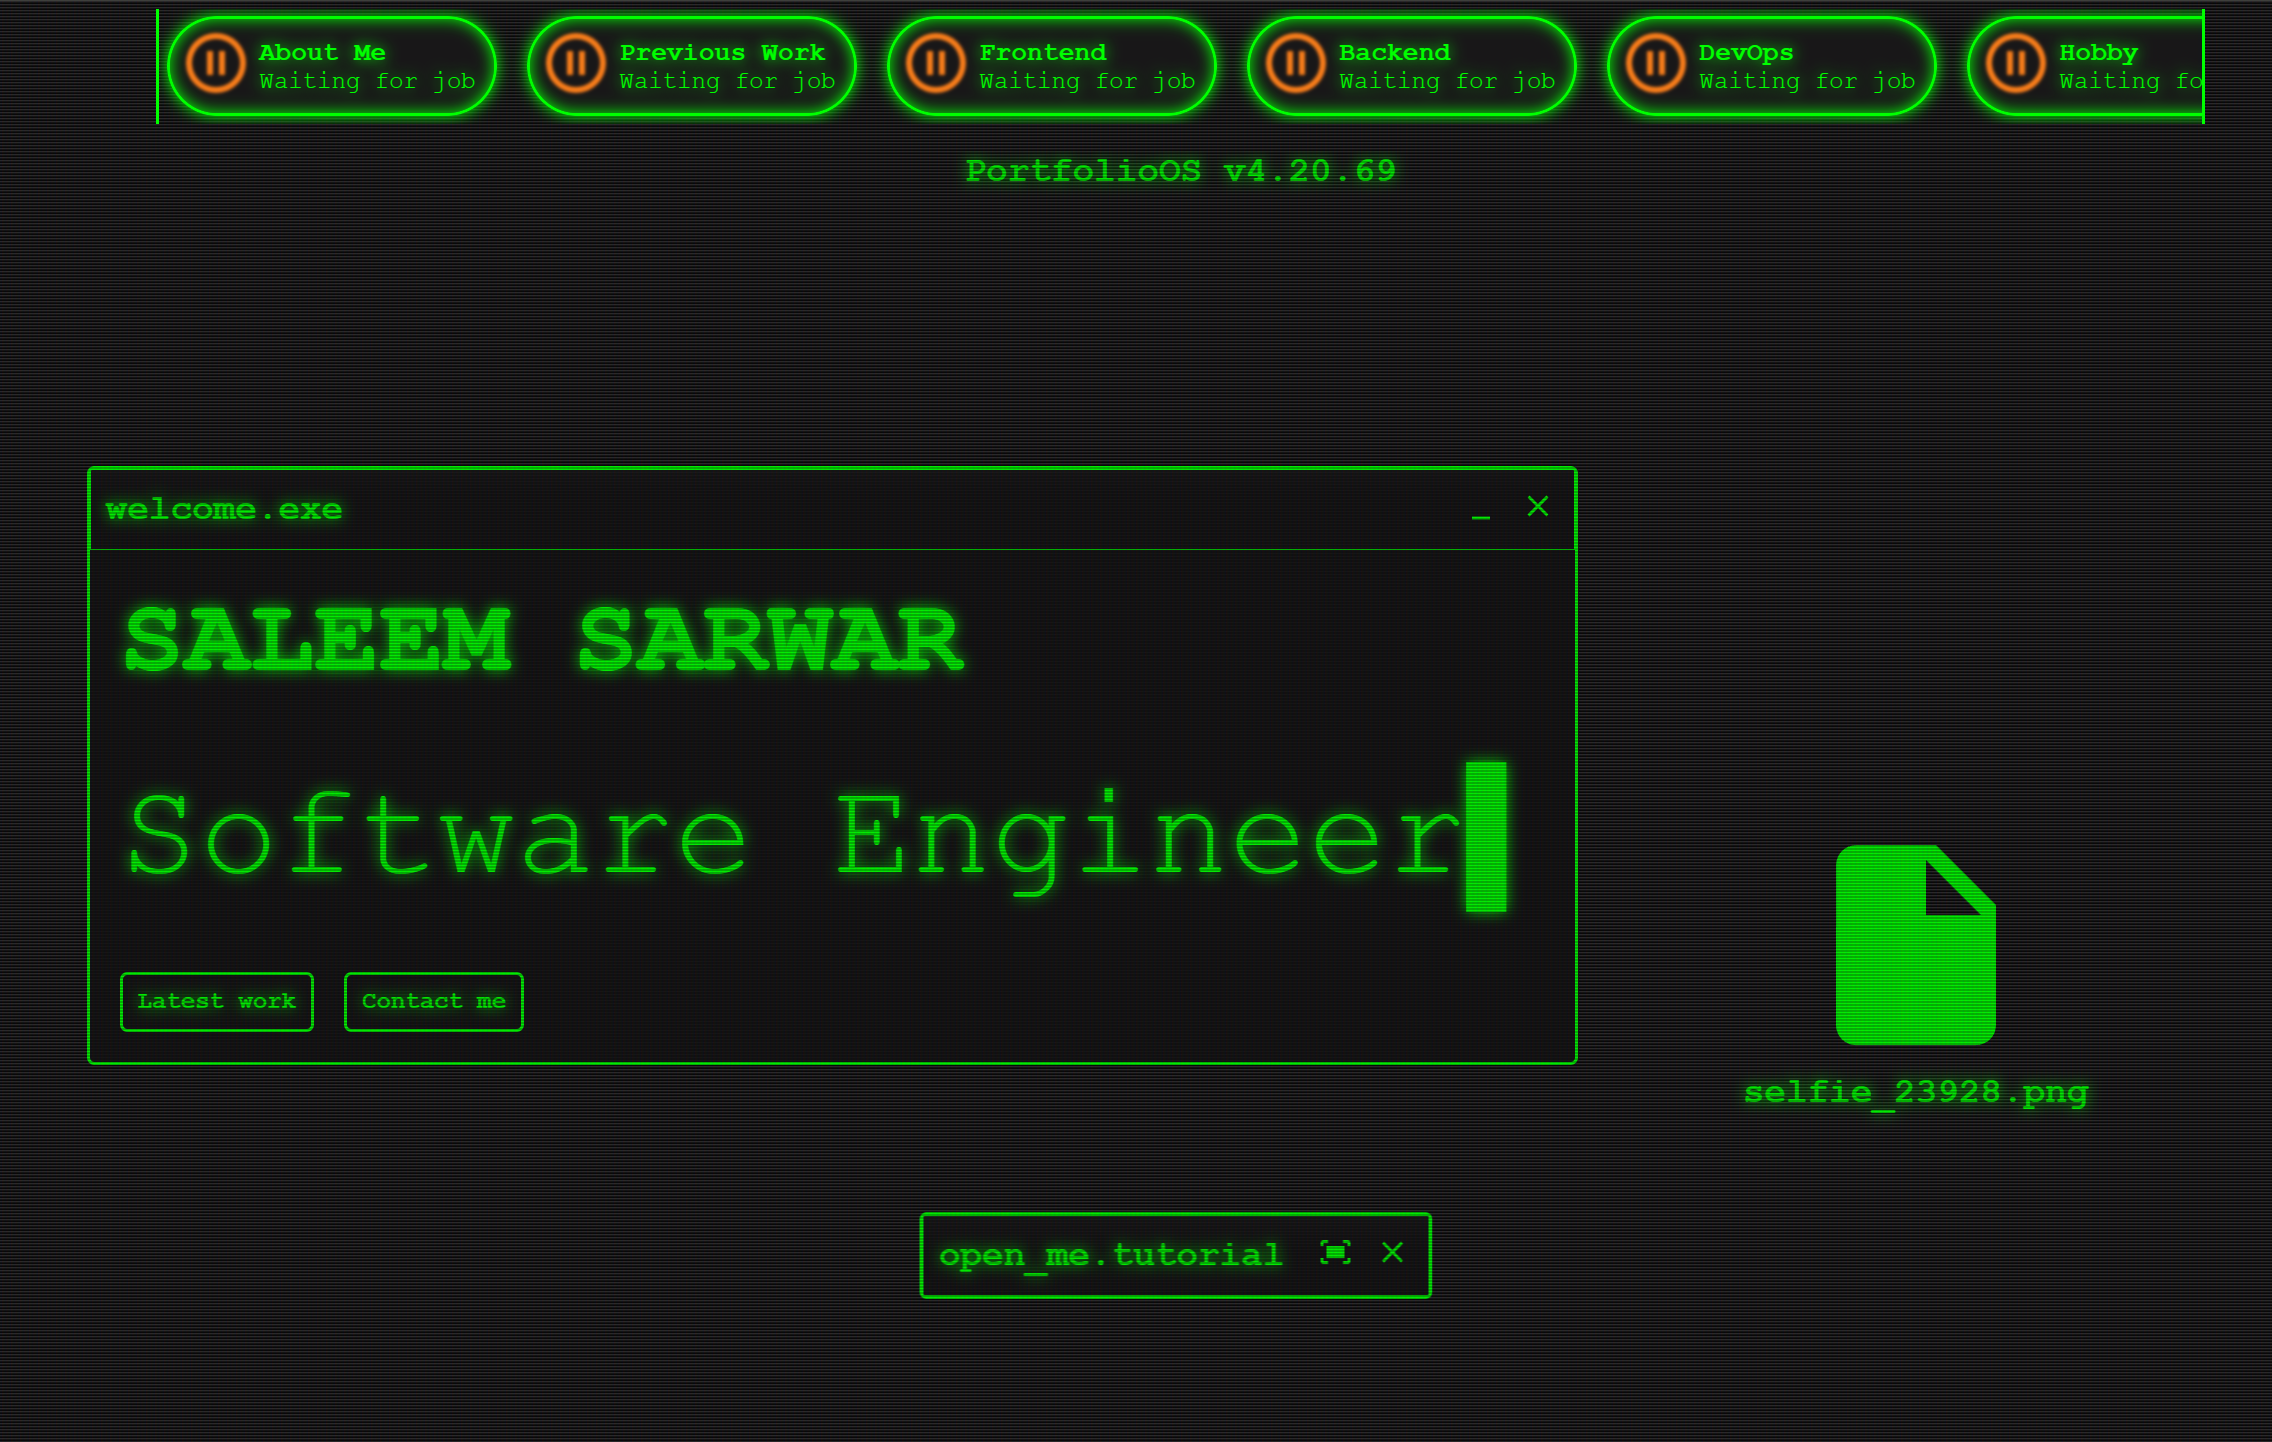 About Me
Waiting for job
Previous Work
Waiting for job
Frontend
Waiting for job
Backend
Waiting for job
DevOps
Waiting for job
Hobby
Waiting fo
PortfolioOS v4.20.69
welcome.exe
SALEEM SARWAR
Software Engineer
Latest work
Contact me
selfie_23928.png
open_me.tutorial